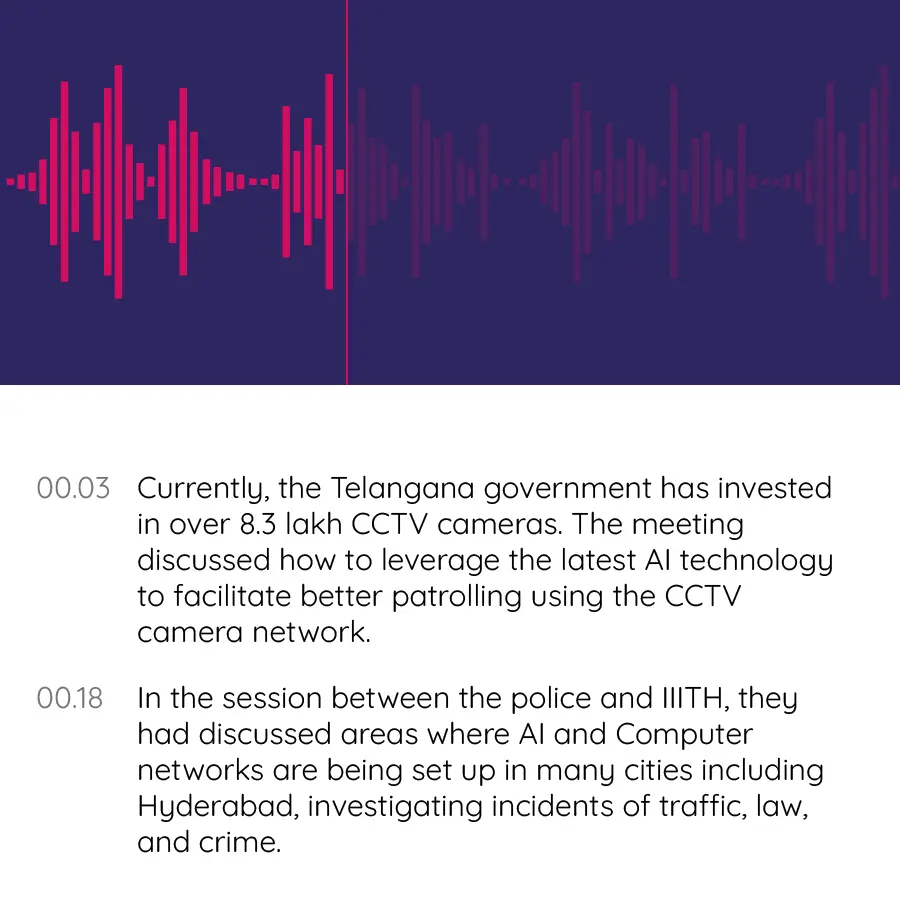 00.03 Currently, the Telangana government has invested
in over 8.3 lakh CCTV cameras. The meeting
discussed how to leverage the latest AI technology
to facilitate better patrolling using the CCTV
camera network.
00.18 In the session between the police and IIITH, they
had discussed areas where AI and Computer
networks are being set up in many cities including
Hyderabad, investigating incidents of traffic, law,
and crime.